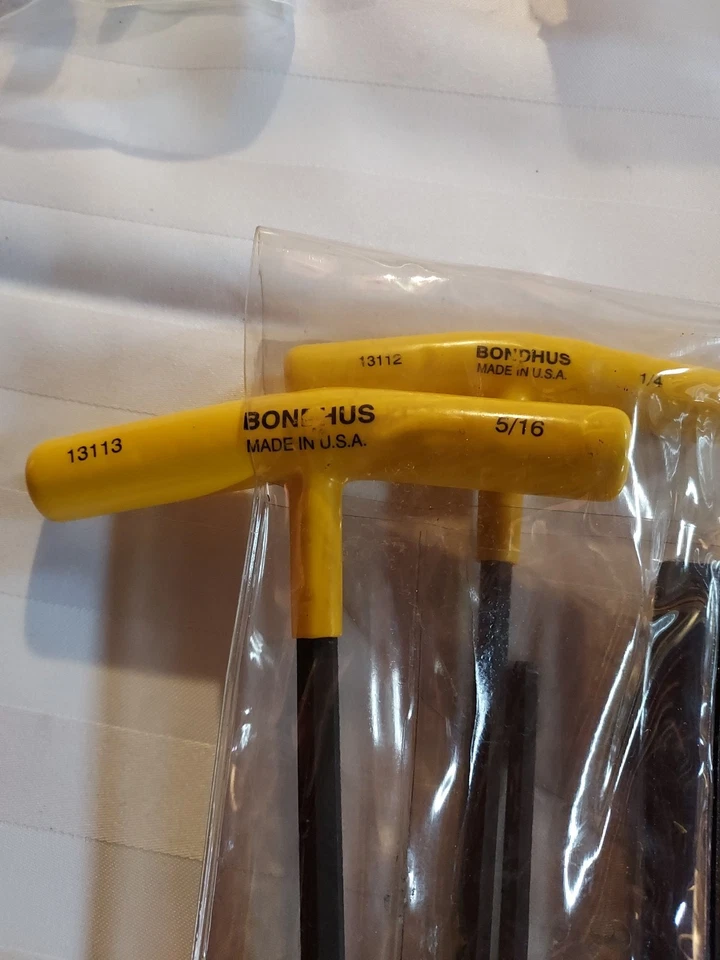 13112 BONDHUS
MADE IN U.S.A. 1/4
13113 BONDHUS 5/16
MADE IN U.S.A.